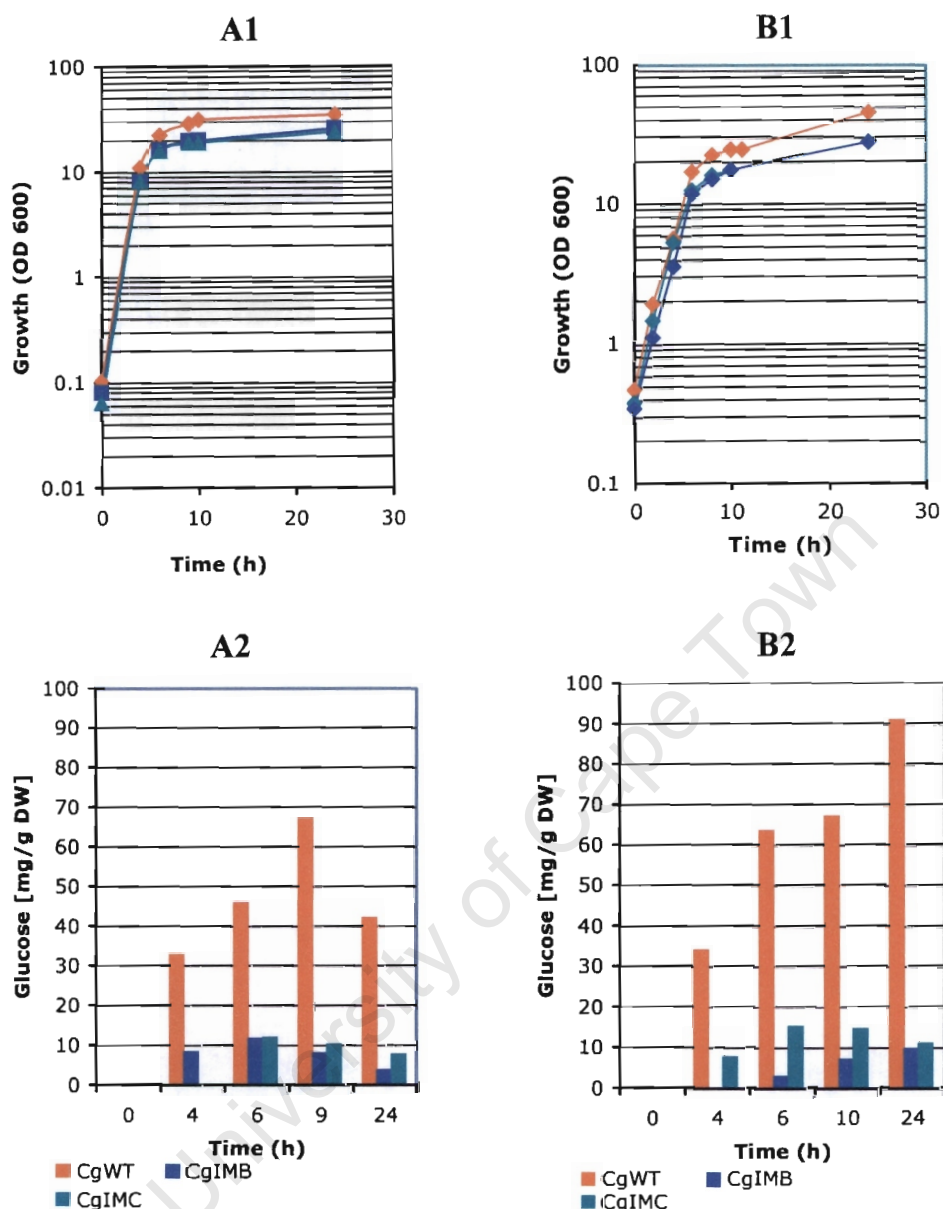 A1
100
10
1
0.1
0.01
Growth (OD 600)
0 10 20 30
Time (h)
B1
100
10
1
0.1
Growth (OD 600)
0 10 20 30
Time (h)
A2
100
90
80
70
60
50
40
30
20
10
0
Glucose [mg/g DW]
0 4 6 9 24
Time (h)
CgWT CgIMB
CgIMC
B2
100
90
80
70
60
50
40
30
20
10
0
Glucose [mg/g DW]
0 4 6 10 24
Time (h)
CgWT CgIMB
CgIMC
University of Cape Town